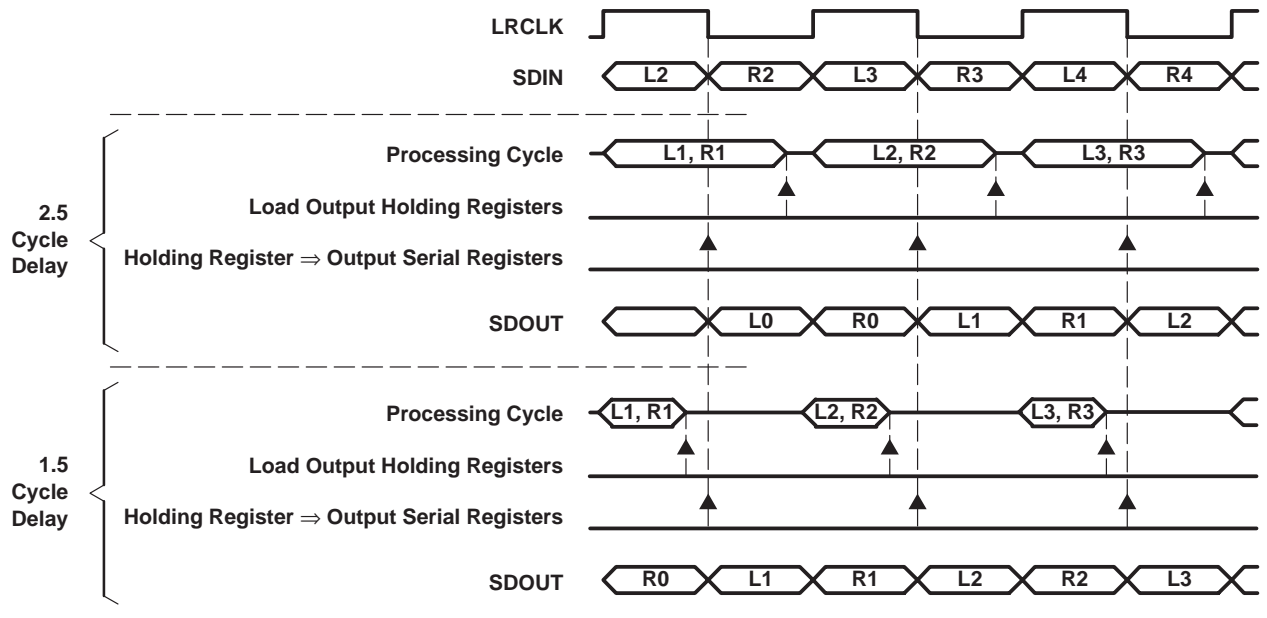 LRCLK
SDIN L2 R2 L3 R3 L4 R4
2.5
Cycle
Delay
Processing Cycle L1, R1 L2, R2 L3, R3
Load Output Holding Registers
Holding Register ⇒ Output Serial Registers
SDOUT L0 R0 L1 R1 L2
1.5
Cycle
Delay
Processing Cycle L1, R1 L2, R2 L3, R3
Load Output Holding Registers
Holding Register ⇒ Output Serial Registers
SDOUT R0 L1 R1 L2 R2 L3